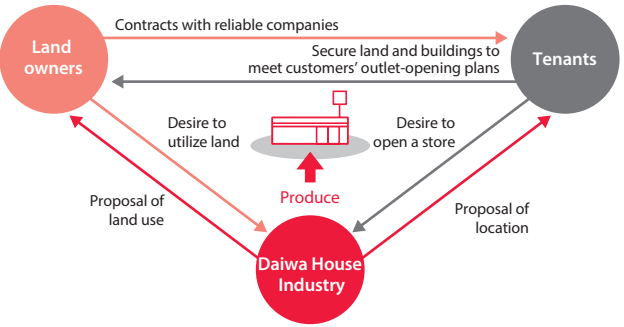 Contracts with reliable companies
Land
owners
Secure land and buildings to
meet customers’ outlet-opening plans
Tenants
Desire to
utilize land
Desire to
open a store
Produce
Proposal of
land use
Proposal of
location
Daiwa House
Industry